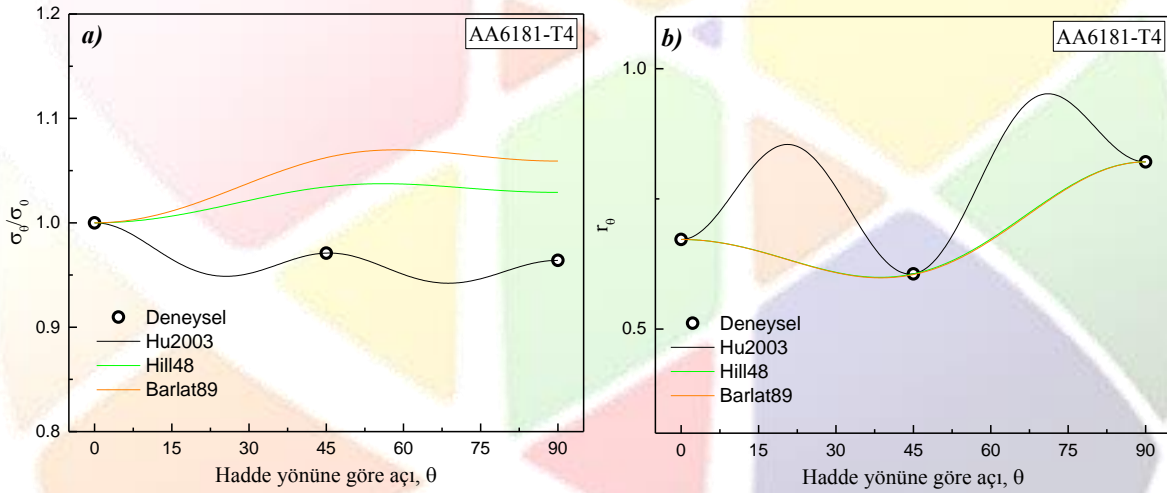 a)
AA6181-T4
1.2
1.1
1.0
0.9
0.8
σθ/σ0
Deneysel
Hu2003
Hill48
Barlat89
0 15 30 45 60 75 90
Hadde yönüne göre açı, θ
b)
AA6181-T4
1.0
0.5
rθ
Deneysel
Hu2003
Hill48
Barlat89
0 15 30 45 60 75 90
Hadde yönüne göre açı, θ